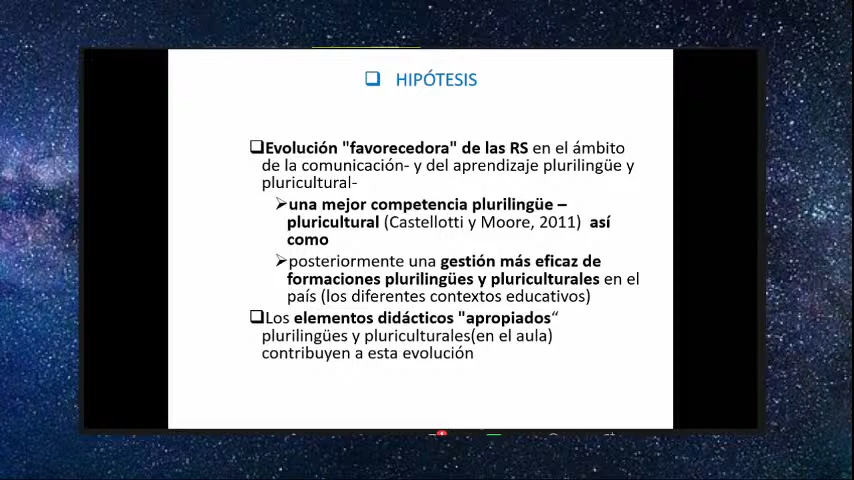 ❑ HIPÓTESIS
❑Evolución "favorecedora" de las RS en el ámbito
de la comunicación- y del aprendizaje plurilingüe y
pluricultural-
➢una mejor competencia plurilingüe –
pluricultural (Castellotti y Moore, 2011) así
como
➢posteriormente una gestión más eficaz de
formaciones plurilingües y pluriculturales en el
país (los diferentes contextos educativos)
❑Los elementos didácticos "apropiados“
plurilingües y pluriculturales(en el aula)
contribuyen a esta evolución